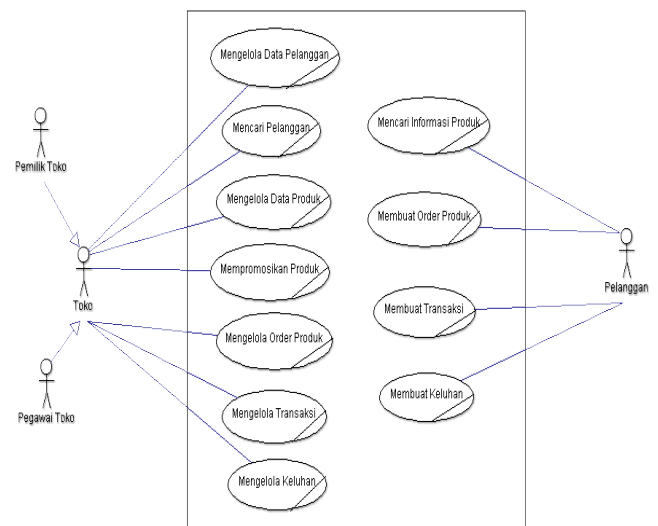 Mengelola Data Pelanggan
Mencari Pelanggan
Mencari Informasi Produk
Pemilik Toko
Mengelola Data Produk
Membuat Order Produk
Mempromosikan Produk
Toko
Pelanggan
Membuat Transaksi
Mengelola Order Produk
Membuat Keluhan
Pegawai Toko
Mengelola Transaksi
Mengelola Keluhan